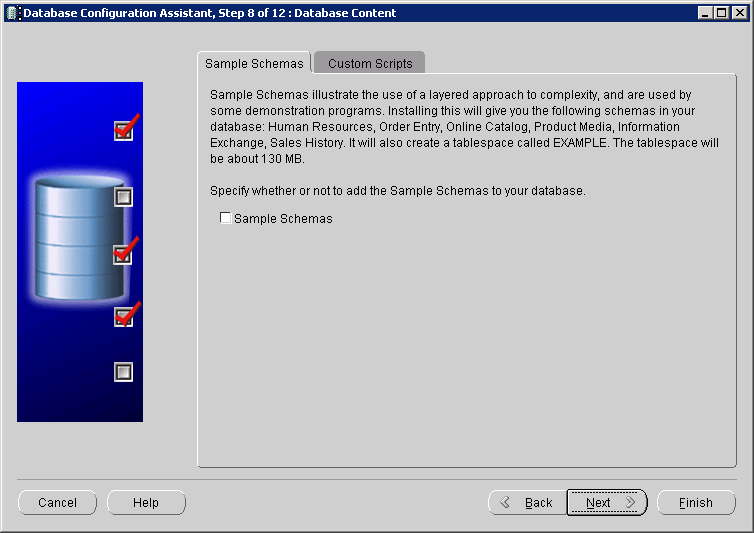 Database Configuration Assistant, Step 8 of 12 : Database Content
Sample Schemas
Custom Scripts
Sample Schemas illustrate the use of a layered approach to complexity, and are used by
some demonstration programs. Installing this will give you the following schemas in your
database: Human Resources, Order Entry, Online Catalog, Product Media, Information
Exchange, Sales History. It will also create a tablespace called EXAMPLE. The tablespace will
be about 130 MB.
Specify whether or not to add the Sample Schemas to your database.
Sample Schemas
Cancel
Help
Back
Next
Finish